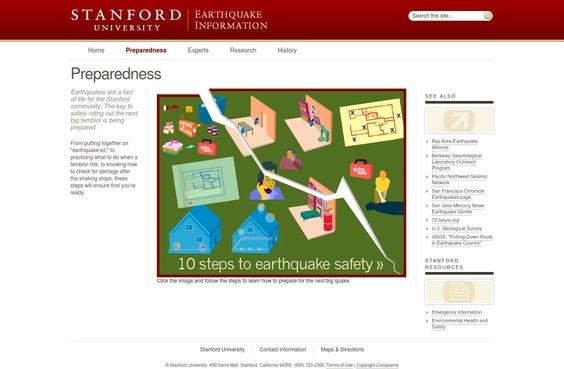 STANFORD
UNIVERSITY
EARTHQUAKE
INFORMATION
Search this site...
Home
Preparedness
Experts
Research
History
Preparedness
Earthquakes are a fact
of life for the Stanford
community. The key to
safely riding out the next
big temblor is being
prepared.
From putting together an
"earthquake kit," to
practicing what to do when a
temblor hits, to knowing how
to check for damage after
the shaking stops, these
steps will ensure that you're
ready.
10 steps to earthquake safety »
Click the image and follow the steps to learn how to prepare for the next big quake.
SEE ALSO
Bay Area Earthquake
Alliance
Berkeley Seismological
Laboratory Outreach
Program
Pacific Northwest Seismic
Network
San Francisco Chronicle
Earthquakes page
San Jose Mercury News
Earthquake Center
72 hours.org
U.S. Geological Survey
USGS: "Putting Down Roots
in Earthquake Country"
STANFORD
RESOURCES
Emergency Information
Environmental Health and
Safety
Stanford University
Contact Information
Maps & Directions
© Stanford University. 450 Serra Mall, Stanford, California 94305. (650) 723-2300. Terms of Use | Copyright Complaints